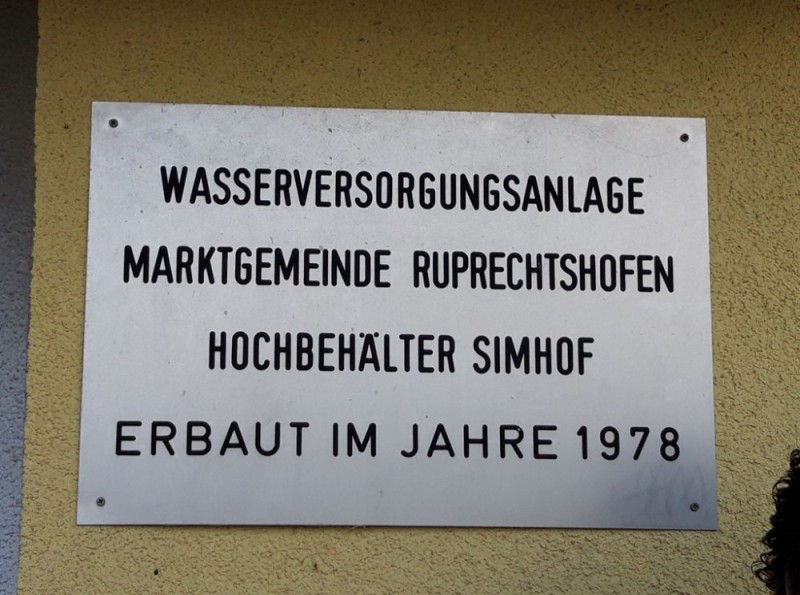 WASSERVERSORGUNGSANLAGE
MARKTGEMEINDE RUPRECHTSHOFEN
HOCHBEHÄLTER SIMHOF
ERBAUT IM JAHRE 1978